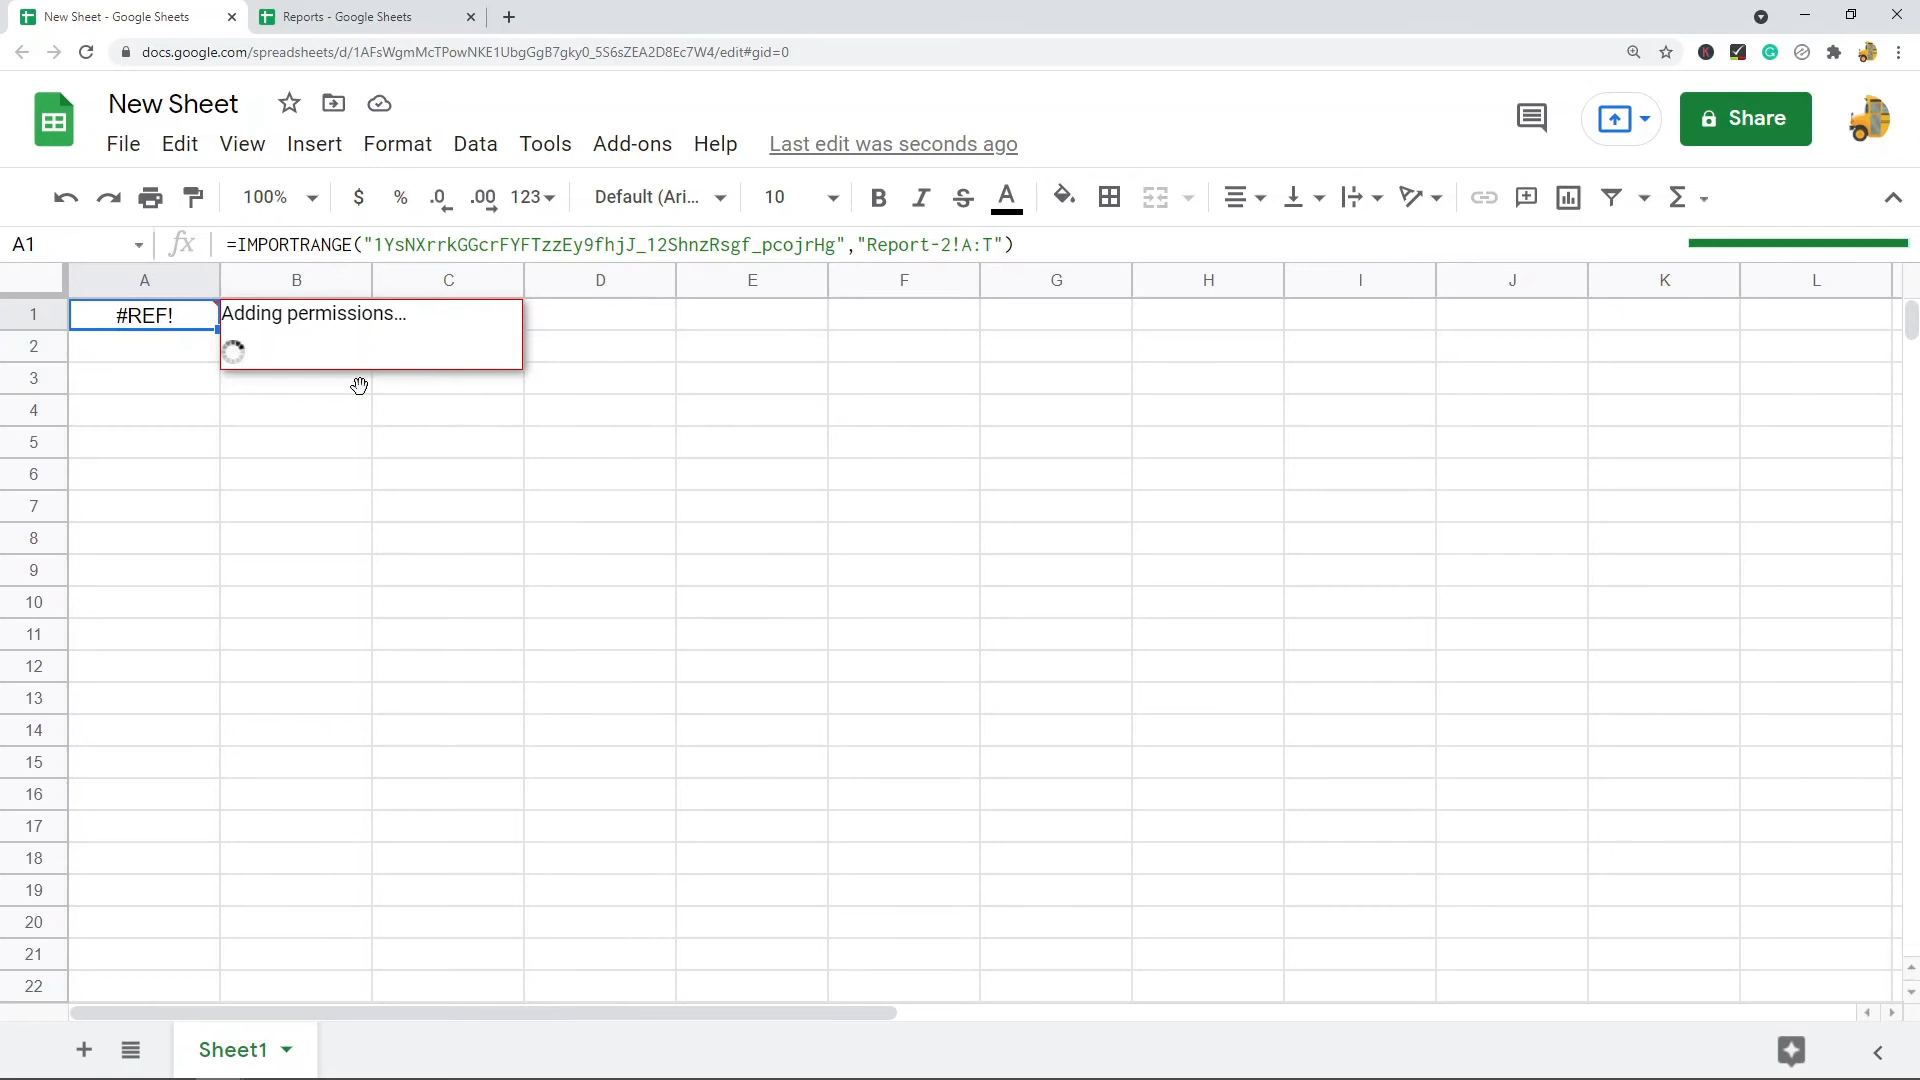 New Sheet - Google Sheets
Reports - Google Sheets
docs.google.com/spreadsheets/d/1AFsWgmMcTPowNKE1UbgGgB7gky0_5S6sZEA2D8Ec7W4/edit#gid=0
New Sheet
File Edit View Insert Format Data Tools Add-ons Help Last edit was seconds ago
Share
100% $ % .0 .00 123 Default (Ari... 10 B I S A Σ
A1 fx =IMPORTRANGE("1YsNXrrkGGcrFYFTzzEy9fhjJ_12ShnzRsgf_pcojrHg","Report-2!A:T")
A B C D E F G H I J K L
1 #REF! Adding permissions...
2
3
4
5
6
7
8
9
10
11
12
13
14
15
16
17
18
19
20
21
22
Sheet1